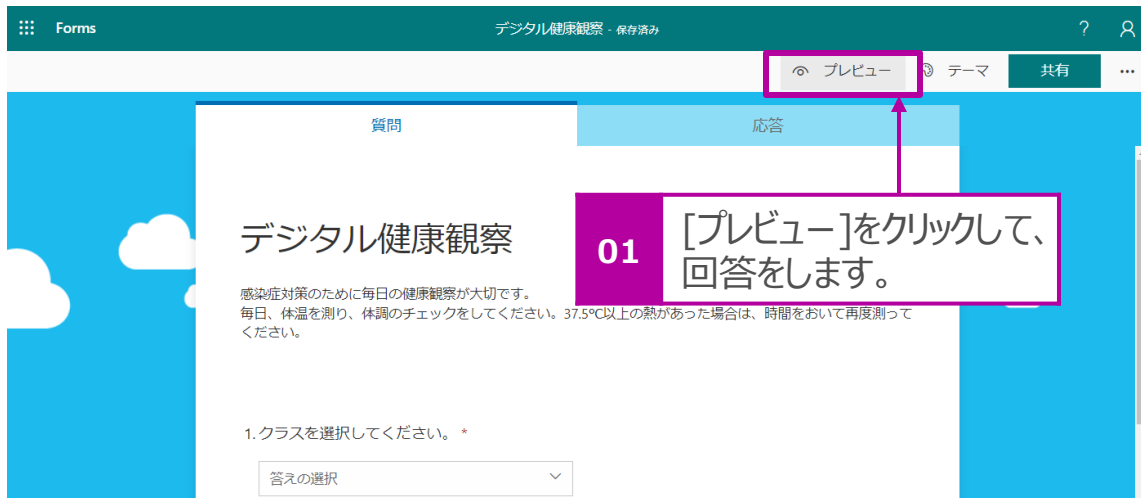 Forms
デジタル健康観察 - 保存済み
?
プレビュー
テーマ
共有
...
質問
応答
デジタル健康観察
01
[プレビュー]をクリックして、
回答をします。
感染症対策のために毎日の健康観察が大切です。
毎日、体温を測り、体調のチェックをしてください。37.5℃以上の熱があった場合は、時間をおいて再度測って
ください。
1. クラスを選択してください。 *
答えの選択